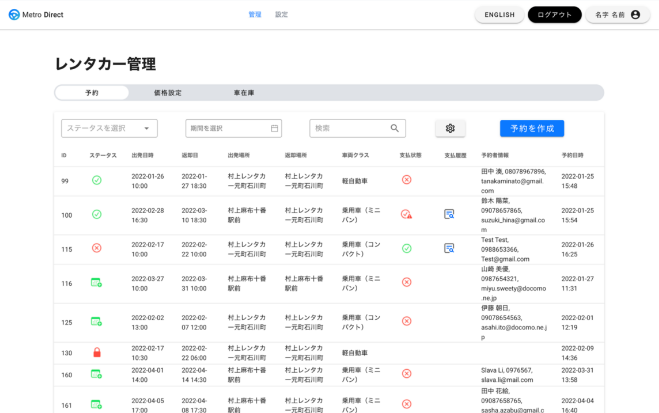 Metro Direct
管理 設定
ENGLISH ログアウト 名字 名前
レンタカー管理
予約 価格設定 車在庫
ステータスを選択 期間を選択 検索 予約を作成
ID ステータス 出発日時 返却日 出発場所 返却場所 車両クラス 支払状態 支払履歴 予約者情報 予約日時
99 2022-01-26 10:00 2022-01-27 18:30 村上レンタカー元町石川町 村上レンタカー元町石川町 軽自動車 田中 湊, 08078967896, tanakaminato@gmail.com 2022-01-25 15:48
100 2022-02-28 16:30 2022-03-10 18:30 村上麻布十番駅前 村上レンタカー元町石川町 乗用車（ミニバン） 鈴木 陽菜, 09078657865, suzuki_hina@gmail.com 2022-01-25 15:54
115 2022-02-17 10:00 2022-02-22 10:00 村上レンタカー元町石川町 村上レンタカー元町石川町 乗用車（コンパクト） Test Test, 0988653366, Test@gmail.com 2022-01-26 16:25
116 2022-03-27 10:00 2022-03-31 10:00 村上麻布十番駅前 村上麻布十番駅前 乗用車（ミニバン） 山崎 美優, 0987654321, miyu.sweety@docomo.ne.jp 2022-01-27 11:31
125 2022-02-02 13:00 2022-02-07 12:00 村上レンタカー元町石川町 村上レンタカー元町石川町 乗用車（コンパクト） 伊藤 朝日, 09078654563, asahi.ito@docomo.ne.jp 2022-02-01 12:19
130 2022-02-17 10:30 2022-02-22 06:00 村上レンタカー元町石川町 村上レンタカー元町石川町 軽自動車 2022-02-09 14:36
160 2022-04-01 14:00 2022-04-14 14:30 村上麻布十番駅前 村上レンタカー元町石川町 乗用車（ミニバン） Slava Li, 0976567, slava.li@mail.com 2022-03-31 13:58
161 2022-04-05 17:00 2022-04-08 17:30 村上レンタカー元町石川町 村上レンタカー元町石川町 乗用車（ミニバン） 田中 花絵, 09087658765, sasha.azabu@gmail.c 2022-04-04 16:40